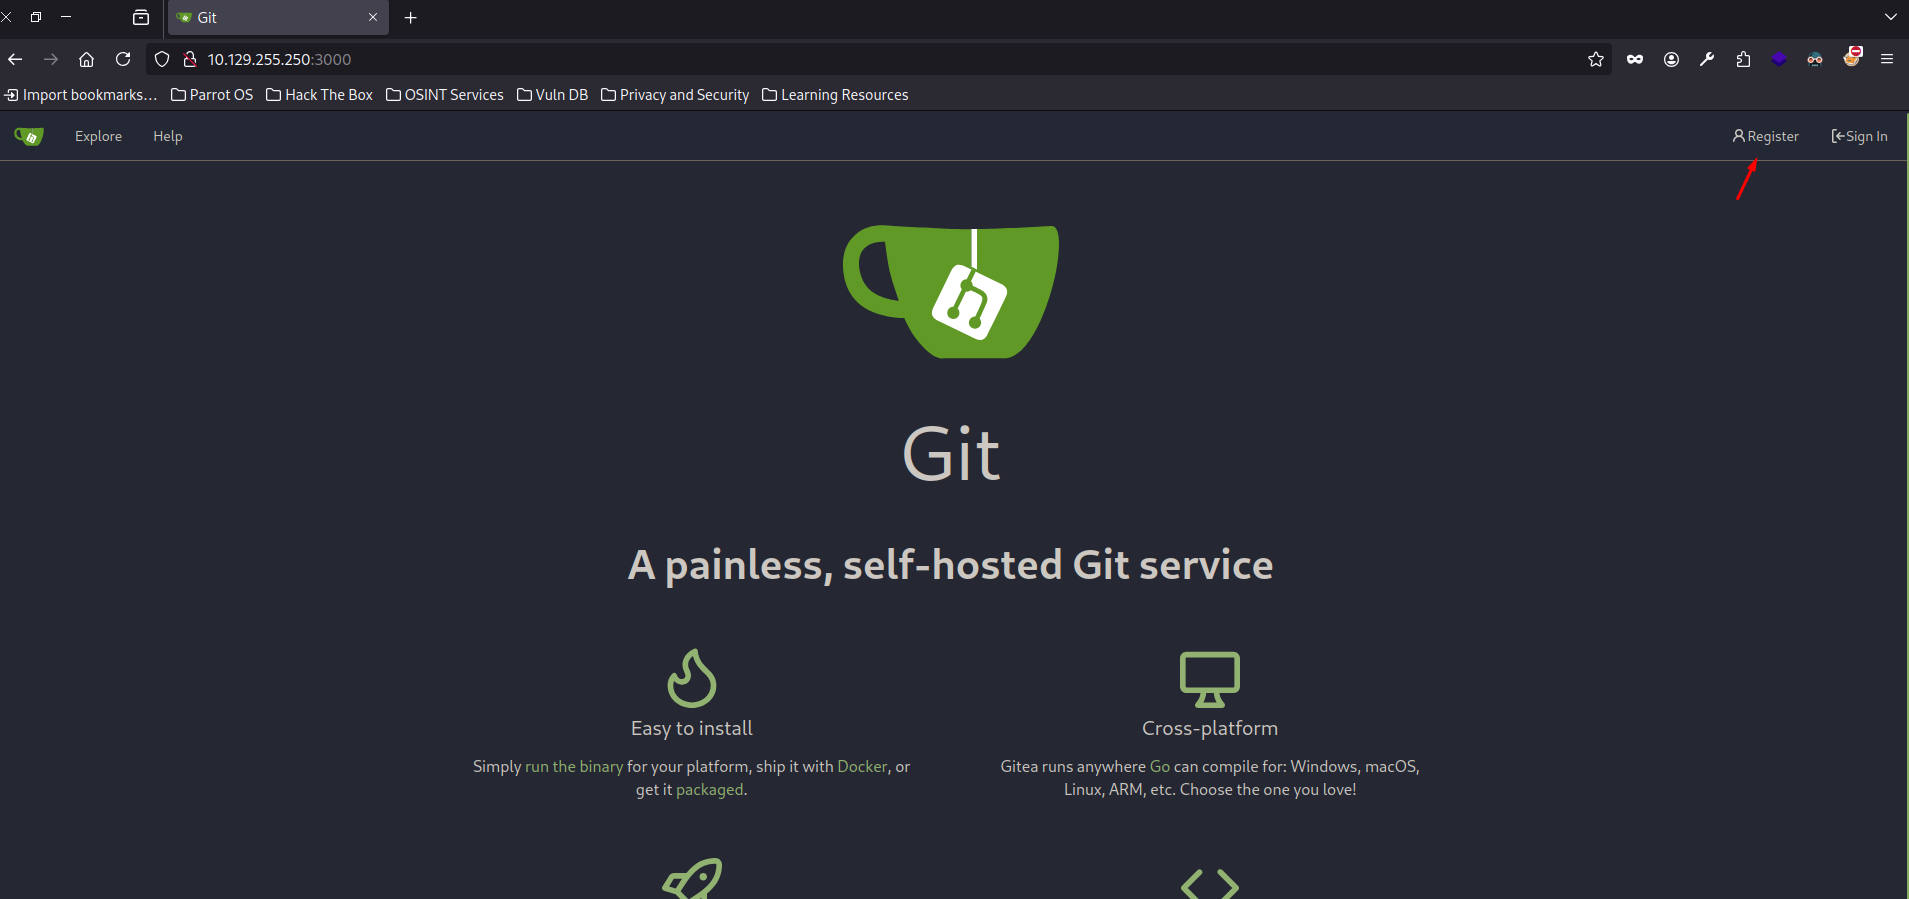 Git
10.129.255.250:3000
Import bookmarks... Parrot OS Hack The Box OSINT Services Vuln DB Privacy and Security Learning Resources
Explore Help Register Sign In
Git
A painless, self-hosted Git service
Easy to install
Simply run the binary for your platform, ship it with Docker, or
get it packaged.
Cross-platform
Gitea runs anywhere Go can compile for: Windows, macOS,
Linux, ARM, etc. Choose the one you love!